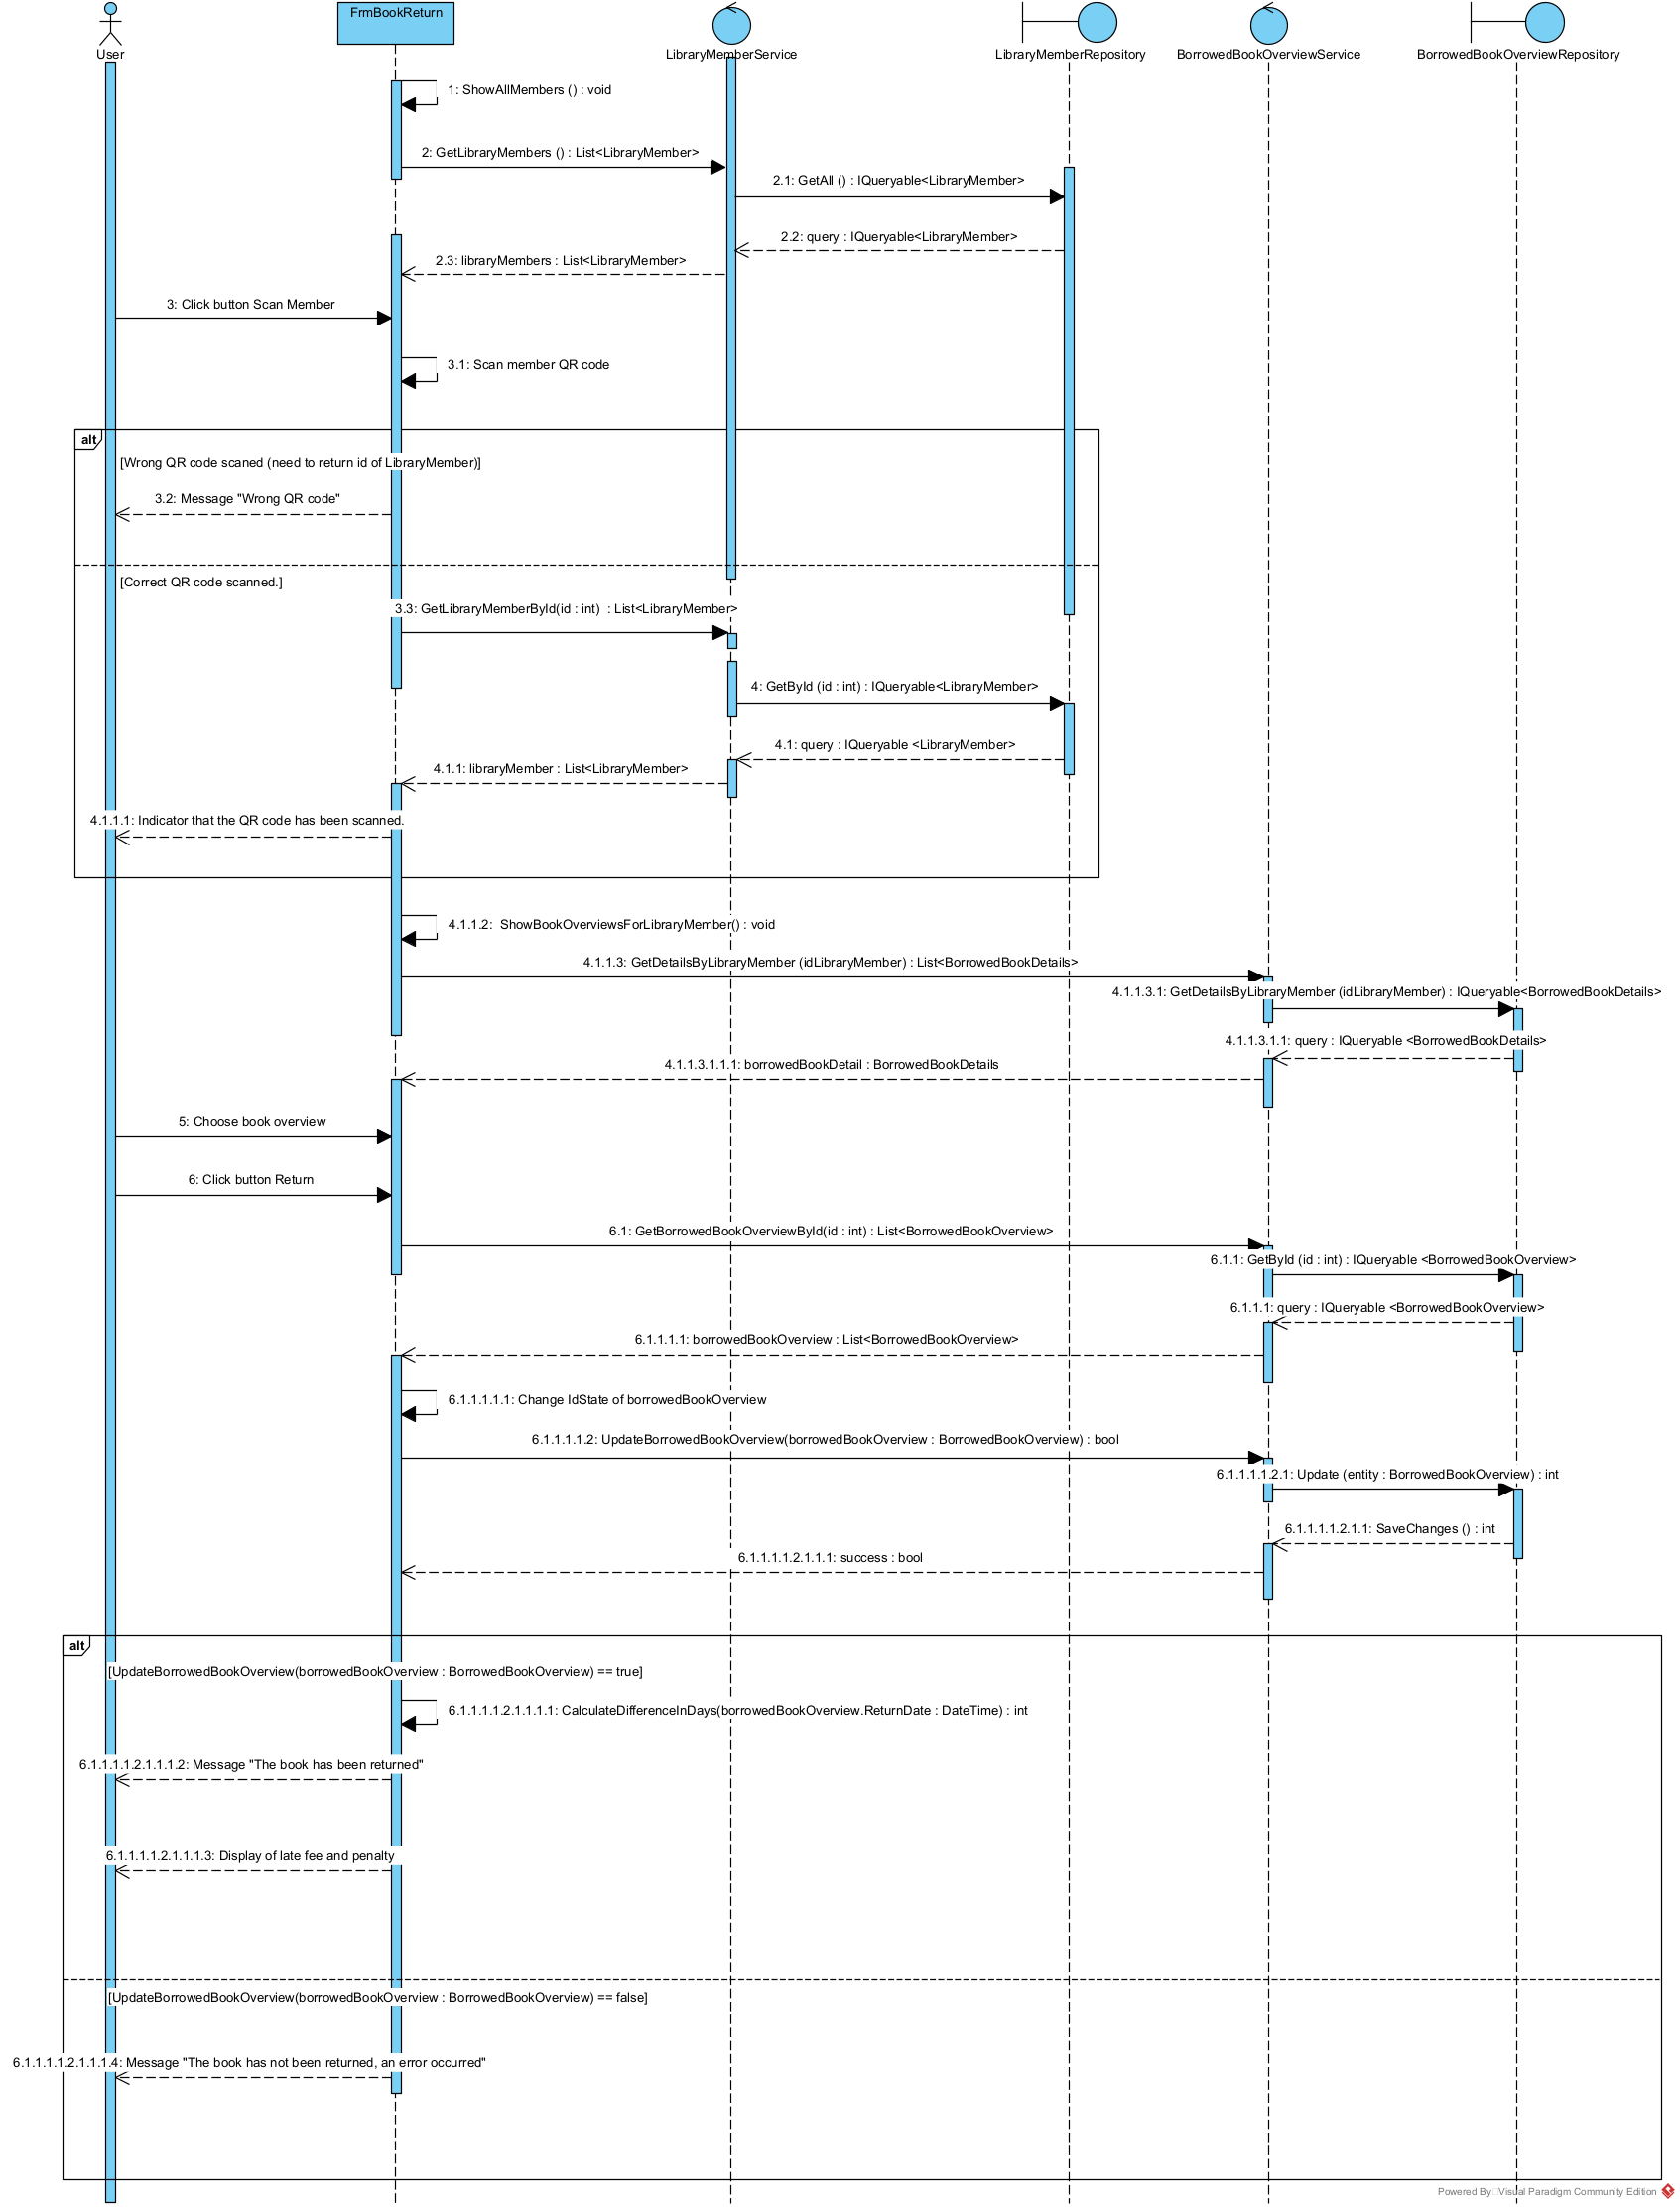 FrmBookReturn
User
LibraryMemberService
LibraryMemberRepository
BorrowedBookOverviewService
BorrowedBookOverviewRepository
1: ShowAllMembers () : void
2: GetLibraryMembers () : List<LibraryMember>
2.1: GetAll () : IQueryable<LibraryMember>
2.2: query : IQueryable<LibraryMember>
2.3: libraryMembers : List<LibraryMember>
3: Click button Scan Member
3.1: Scan member QR code
alt
[Wrong QR code scaned (need to return id of LibraryMember)]
3.2: Message "Wrong QR code"
[Correct QR code scanned.]
3.3: GetLibraryMemberById(id : int)  : List<LibraryMember>
4: GetById (id : int) : IQueryable<LibraryMember>
4.1: query : IQueryable <LibraryMember>
4.1.1: libraryMember : List<LibraryMember>
4.1.1.1: Indicator that the QR code has been scanned.
4.1.1.2:  ShowBookOverviewsForLibraryMember() : void
4.1.1.3: GetDetailsByLibraryMember (idLibraryMember) : List<BorrowedBookDetails>
4.1.1.3.1: GetDetailsByLibraryMember (idLibraryMember) : IQueryable<BorrowedBookDetails>
4.1.1.3.1.1: query : IQueryable <BorrowedBookDetails>
4.1.1.3.1.1.1: borrowedBookDetail : BorrowedBookDetails
5: Choose book overview
6: Click button Return
6.1: GetBorrowedBookOverviewById(id : int) : List<BorrowedBookOverview>
6.1.1: GetById (id : int) : IQueryable <BorrowedBookOverview>
6.1.1.1: query : IQueryable <BorrowedBookOverview>
6.1.1.1.1: borrowedBookOverview : List<BorrowedBookOverview>
6.1.1.1.1.1: Change IdState of borrowedBookOverview
6.1.1.1.1.2: UpdateBorrowedBookOverview(borrowedBookOverview : BorrowedBookOverview) : bool
6.1.1.1.1.2.1: Update (entity : BorrowedBookOverview) : int
6.1.1.1.1.2.1.1: SaveChanges () : int
6.1.1.1.1.2.1.1.1: success : bool
alt
[UpdateBorrowedBookOverview(borrowedBookOverview : BorrowedBookOverview) == true]
6.1.1.1.1.2.1.1.1.1: CalculateDifferenceInDays(borrowedBookOverview.ReturnDate : DateTime) : int
6.1.1.1.1.2.1.1.1.2: Message "The book has been returned"
6.1.1.1.1.2.1.1.1.3: Display of late fee and penalty
[UpdateBorrowedBookOverview(borrowedBookOverview : BorrowedBookOverview) == false]
6.1.1.1.1.2.1.1.1.4: Message "The book has not been returned, an error occurred"
Powered By Visual Paradigm Community Edition